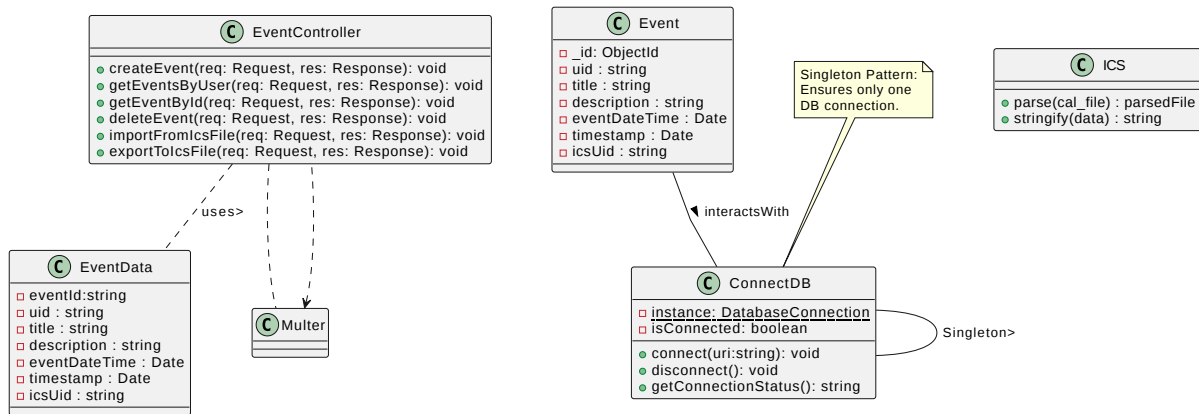 C EventController
createEvent(req: Request, res: Response): void
getEventsByUser(req: Request, res: Response): void
getEventById(req: Request, res: Response): void
deleteEvent(req: Request, res: Response): void
importFromIcsFile(req: Request, res: Response): void
exportToIcsFile(req: Request, res: Response): void
uses>
C EventData
eventId:string
uid : string
title : string
description : string
eventDateTime : Date
timestamp : Date
icsUid : string
C Multer
C Event
_id: ObjectId
uid : string
title : string
description : string
eventDateTime : Date
timestamp : Date
icsUid : string
interactsWith
Singleton Pattern:
Ensures only one
DB connection.
C ConnectDB
instance: DatabaseConnection
isConnected: boolean
connect(uri:string): void
disconnect(): void
getConnectionStatus(): string
Singleton>
C ICS
parse(cal_file) : parsedFile
stringify(data) : string